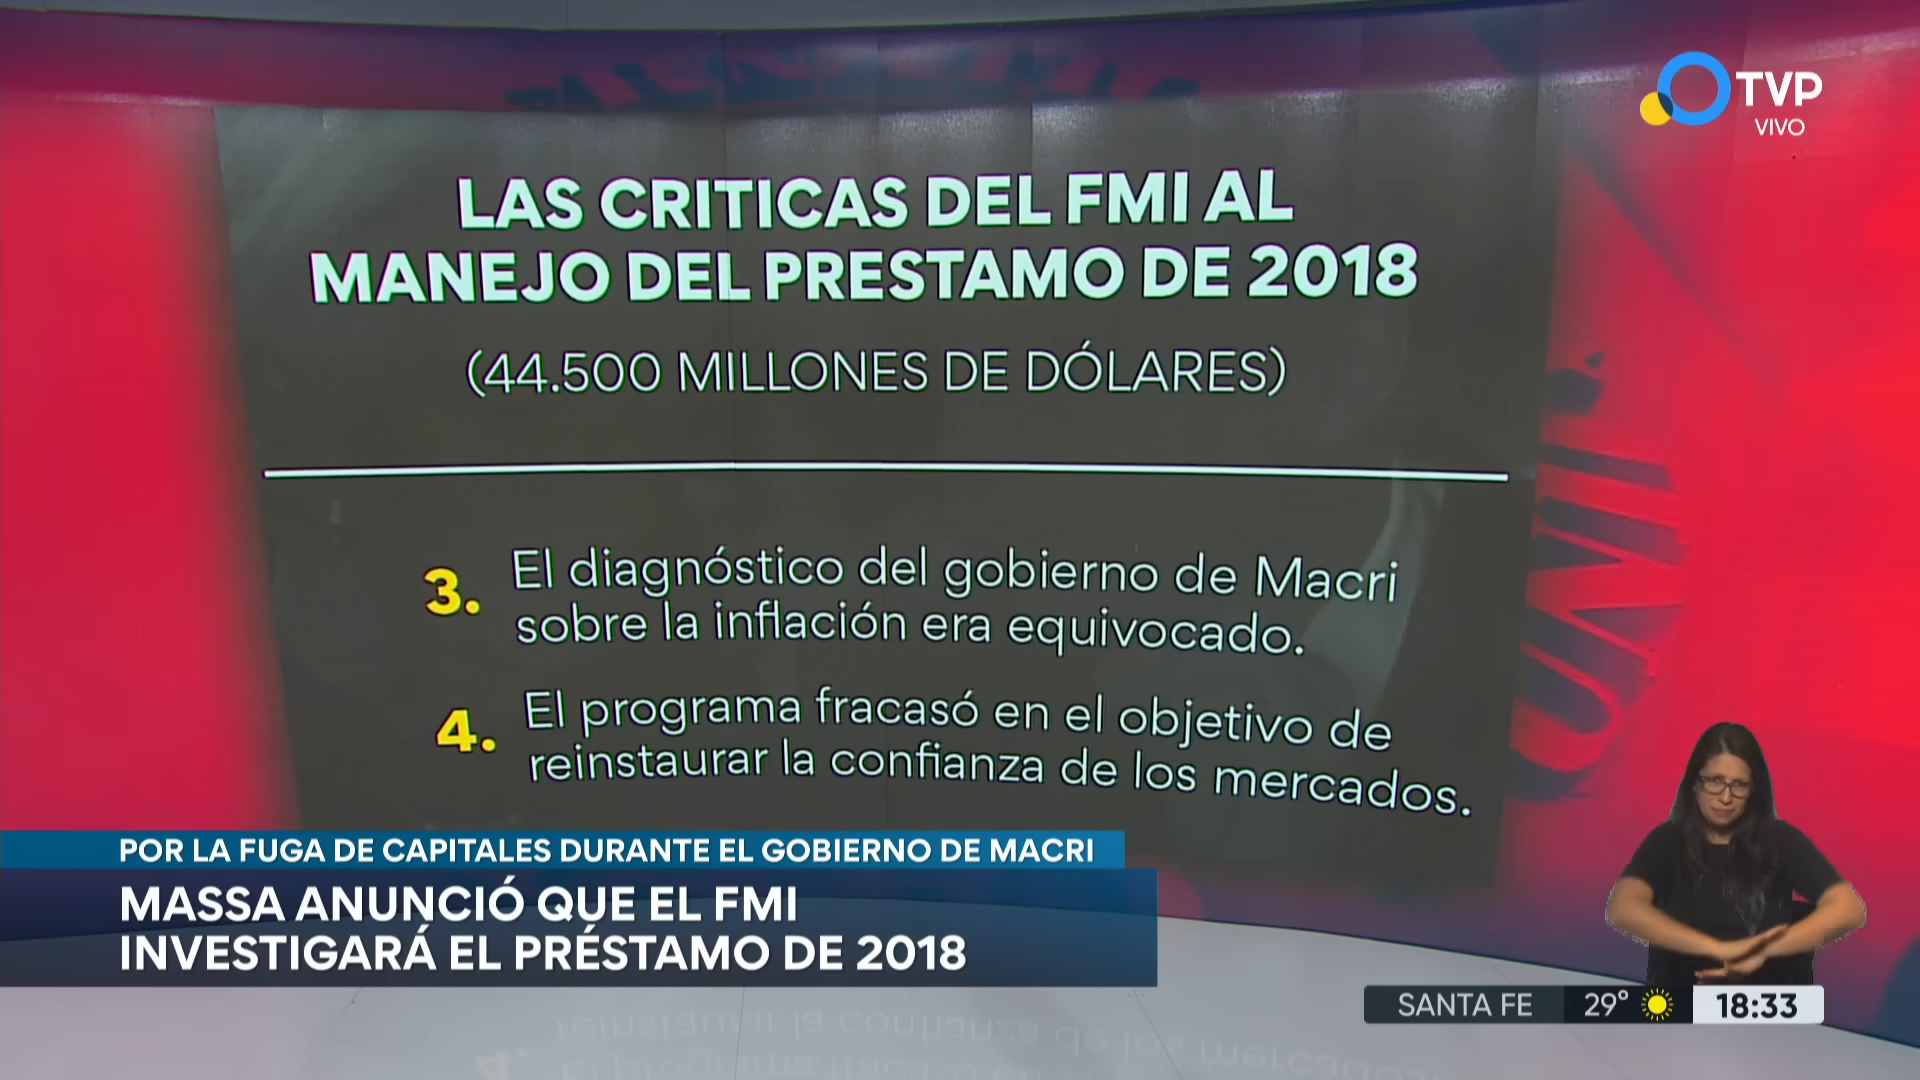 TVP
VIVO
LAS CRITICAS DEL FMI AL
MANEJO DEL PRESTAMO DE 2018
(44.500 MILLONES DE DÓLARES)
3. El diagnóstico del gobierno de Macri
sobre la inflación era equivocado.
4. El programa fracasó en el objetivo de
reinstaurar la confianza de los mercados.
POR LA FUGA DE CAPITALES DURANTE EL GOBIERNO DE MACRI
MASSA ANUNCIÓ QUE EL FMI
INVESTIGARÁ EL PRÉSTAMO DE 2018
SANTA FE 29° 18:33